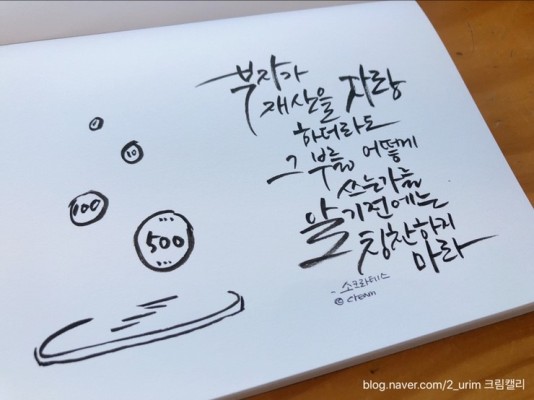 부자가
재산을 자랑
하더라도
그 부를 어떻게
쓰는가를
알기전에는
칭찬하지
마라
- 소크라테스
© cream
1
10
100
500
blog.naver.com/2_urim 크림캘리